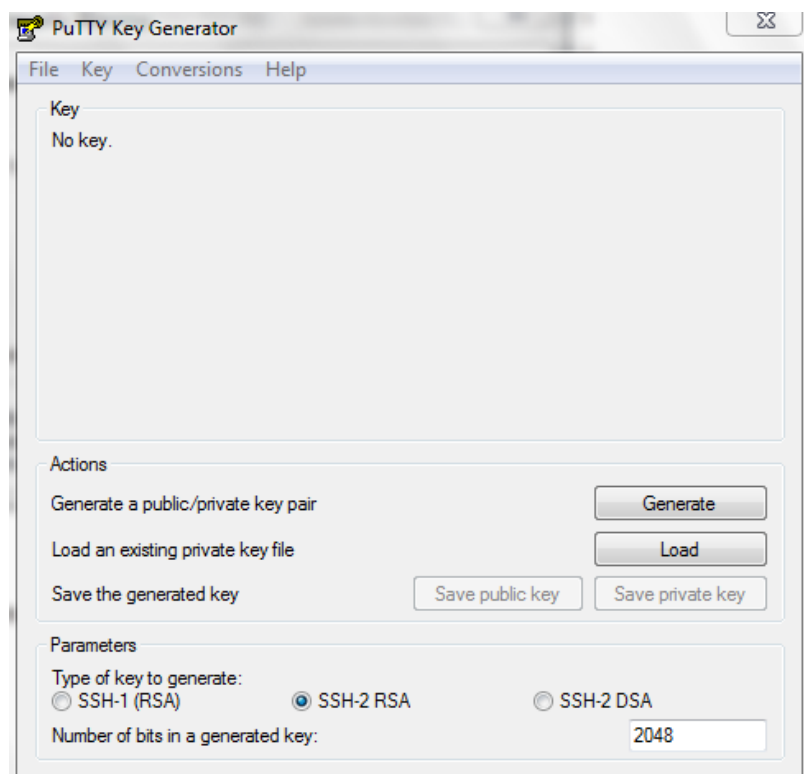 PuTTY Key Generator
File Key Conversions Help
Key
No key.
Actions
Generate a public/private key pair Generate
Load an existing private key file Load
Save the generated key Save public key Save private key
Parameters
Type of key to generate:
SSH-1 (RSA) SSH-2 RSA SSH-2 DSA
Number of bits in a generated key: 2048